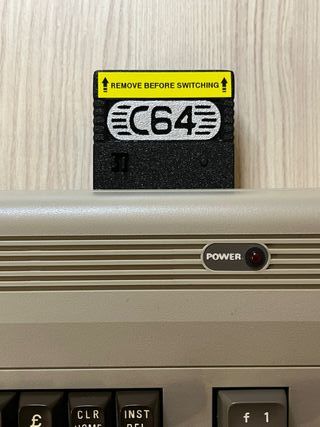 REMOVE BEFORE SWITCHING
C64
POWER
£
CLR
HOME
INST
DEL
f 1